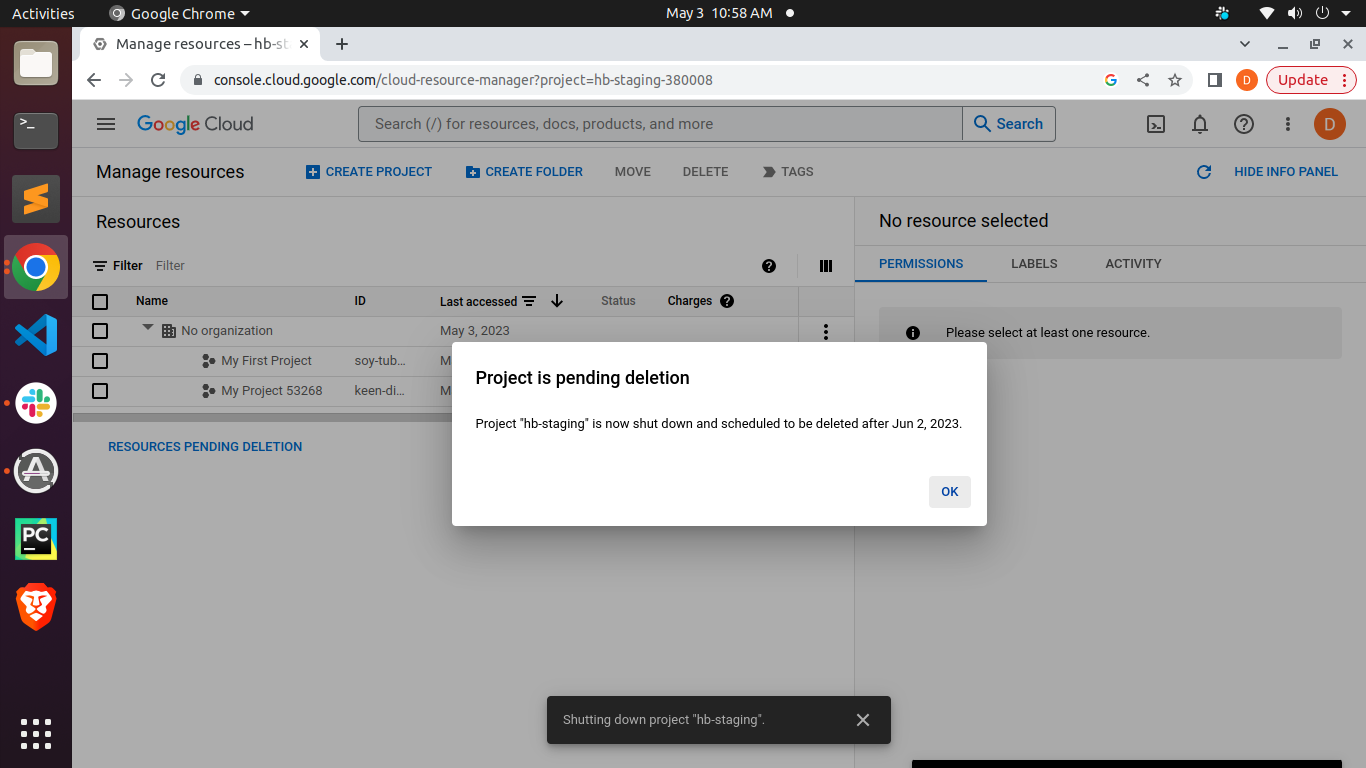 Activities
Google Chrome
May 3 10:58 AM
Manage resources – hb-st
console.cloud.google.com/cloud-resource-manager?project=hb-staging-380008
D
Update
Google Cloud
Search (/) for resources, docs, products, and more
Search
D
Manage resources
CREATE PROJECT
CREATE FOLDER
MOVE
DELETE
TAGS
HIDE INFO PANEL
Resources
Filter Filter
Name ID Last accessed Status Charges
No organization May 3, 2023
My First Project soy-tub... M
My Project 53268 keen-di... M
RESOURCES PENDING DELETION
No resource selected
PERMISSIONS LABELS ACTIVITY
Please select at least one resource.
Project is pending deletion
Project "hb-staging" is now shut down and scheduled to be deleted after Jun 2, 2023.
OK
Shutting down project "hb-staging".
PC